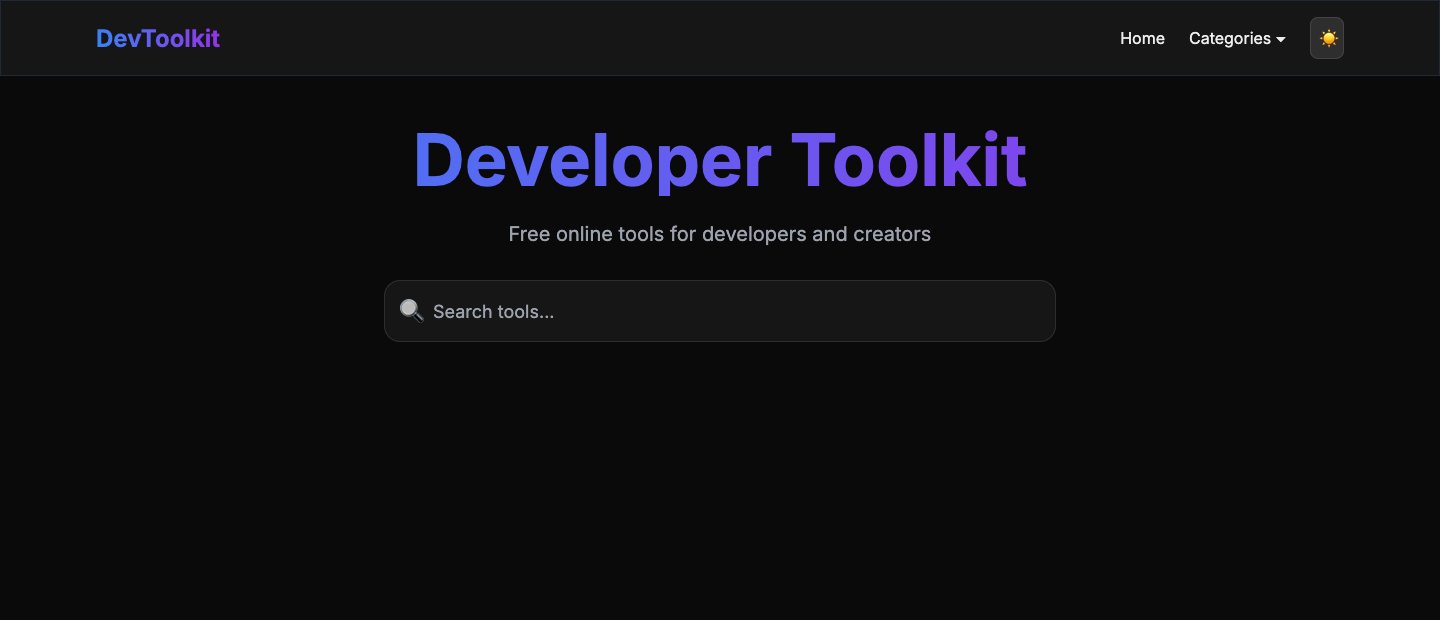 DevToolkit
Home
Categories
Developer Toolkit
Free online tools for developers and creators
Search tools...